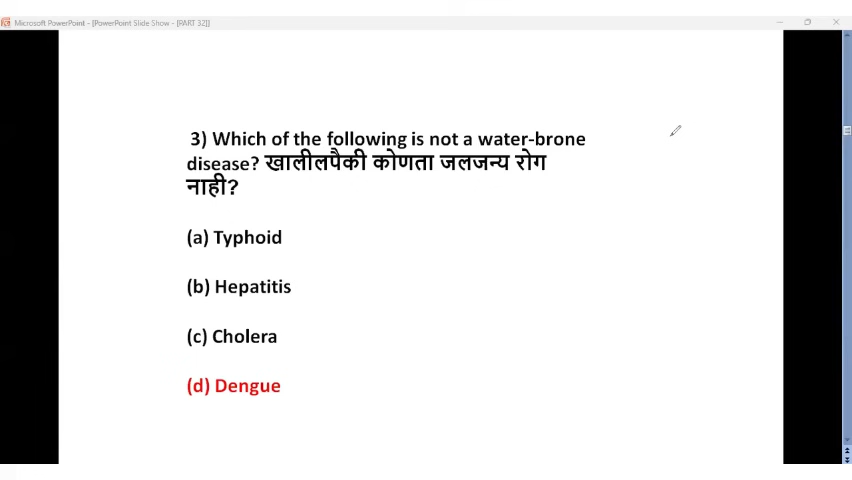 Microsoft PowerPoint - [PowerPoint Slide Show - [PART 32]]
3) Which of the following is not a water-brone
disease? खालीलपैकी कोणता जलजन्य रोग
नाही?
(a) Typhoid
(b) Hepatitis
(c) Cholera
(d) Dengue